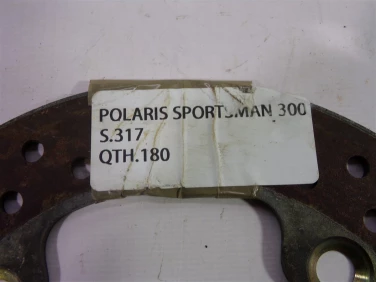 POLARIS SPORTSMAN 300
S.317
QTH.180